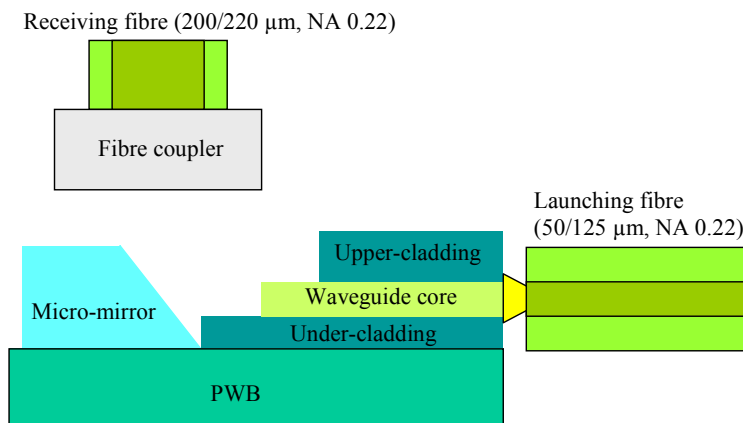 Receiving fibre (200/220 µm, NA 0.22)
Fibre coupler
Launching fibre
(50/125 µm, NA 0.22)
Upper-cladding
Waveguide core
Micro-mirror
Under-cladding
PWB